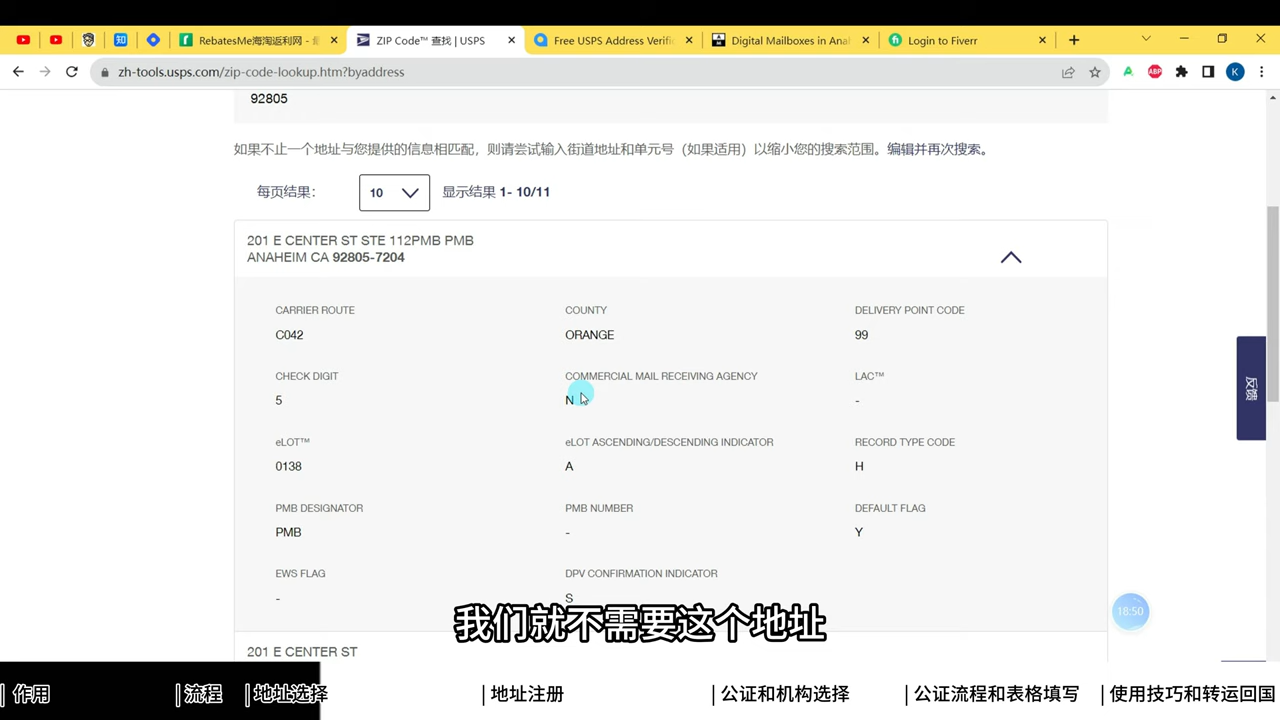 RebatesMe海淘返利网 -
ZIP Code™ 查找 | USPS
Free USPS Address Verifi
Digital Mailboxes in Anal
Login to Fiverr
zh-tools.usps.com/zip-code-lookup.htm?byaddress
ABP
K
92805
如果不止一个地址与您提供的信息相匹配，则请尝试输入街道地址和单元号（如果适用）以缩小您的搜索范围。编辑并再次搜索。
每页结果：
10
显示结果 1- 10/11
201 E CENTER ST STE 112PMB PMB
ANAHEIM CA 92805-7204
CARRIER ROUTE
COUNTY
DELIVERY POINT CODE
C042
ORANGE
99
CHECK DIGIT
COMMERCIAL MAIL RECEIVING AGENCY
LAC™
5
N
-
eLOT™
eLOT ASCENDING/DESCENDING INDICATOR
RECORD TYPE CODE
0138
A
H
PMB DESIGNATOR
PMB NUMBER
DEFAULT FLAG
PMB
-
Y
EWS FLAG
DPV CONFIRMATION INDICATOR
-
S
反馈
18:50
我们就不需要这个地址
201 E CENTER ST
| 作用
| 流程
| 地址选择
| 地址注册
| 公证和机构选择
| 公证流程和表格填写
| 使用技巧和转运回国